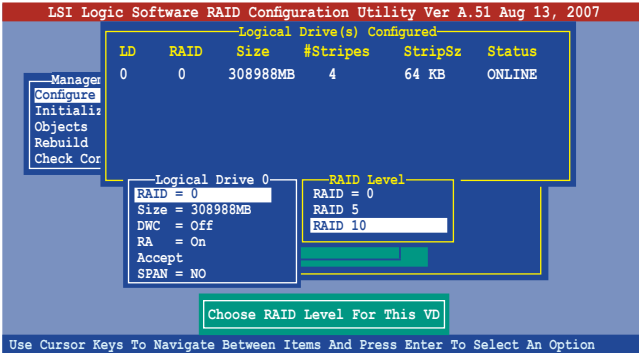 LSI Logic Software RAID Configuration Utility Ver A.51 Aug 13, 2007
Logical Drive(s) Configured
LD RAID Size #Stripes StripSz Status
0 0 308988MB 4 64 KB ONLINE
Managem
Configure
Initializ
Objects
Rebuild
Check Con
Logical Drive 0
RAID = 0
Size = 308988MB
DWC = Off
RA = On
Accept
SPAN = NO
RAID Level
RAID = 0
RAID 5
RAID 10
Choose RAID Level For This VD
Use Cursor Keys To Navigate Between Items And Press Enter To Select An Option